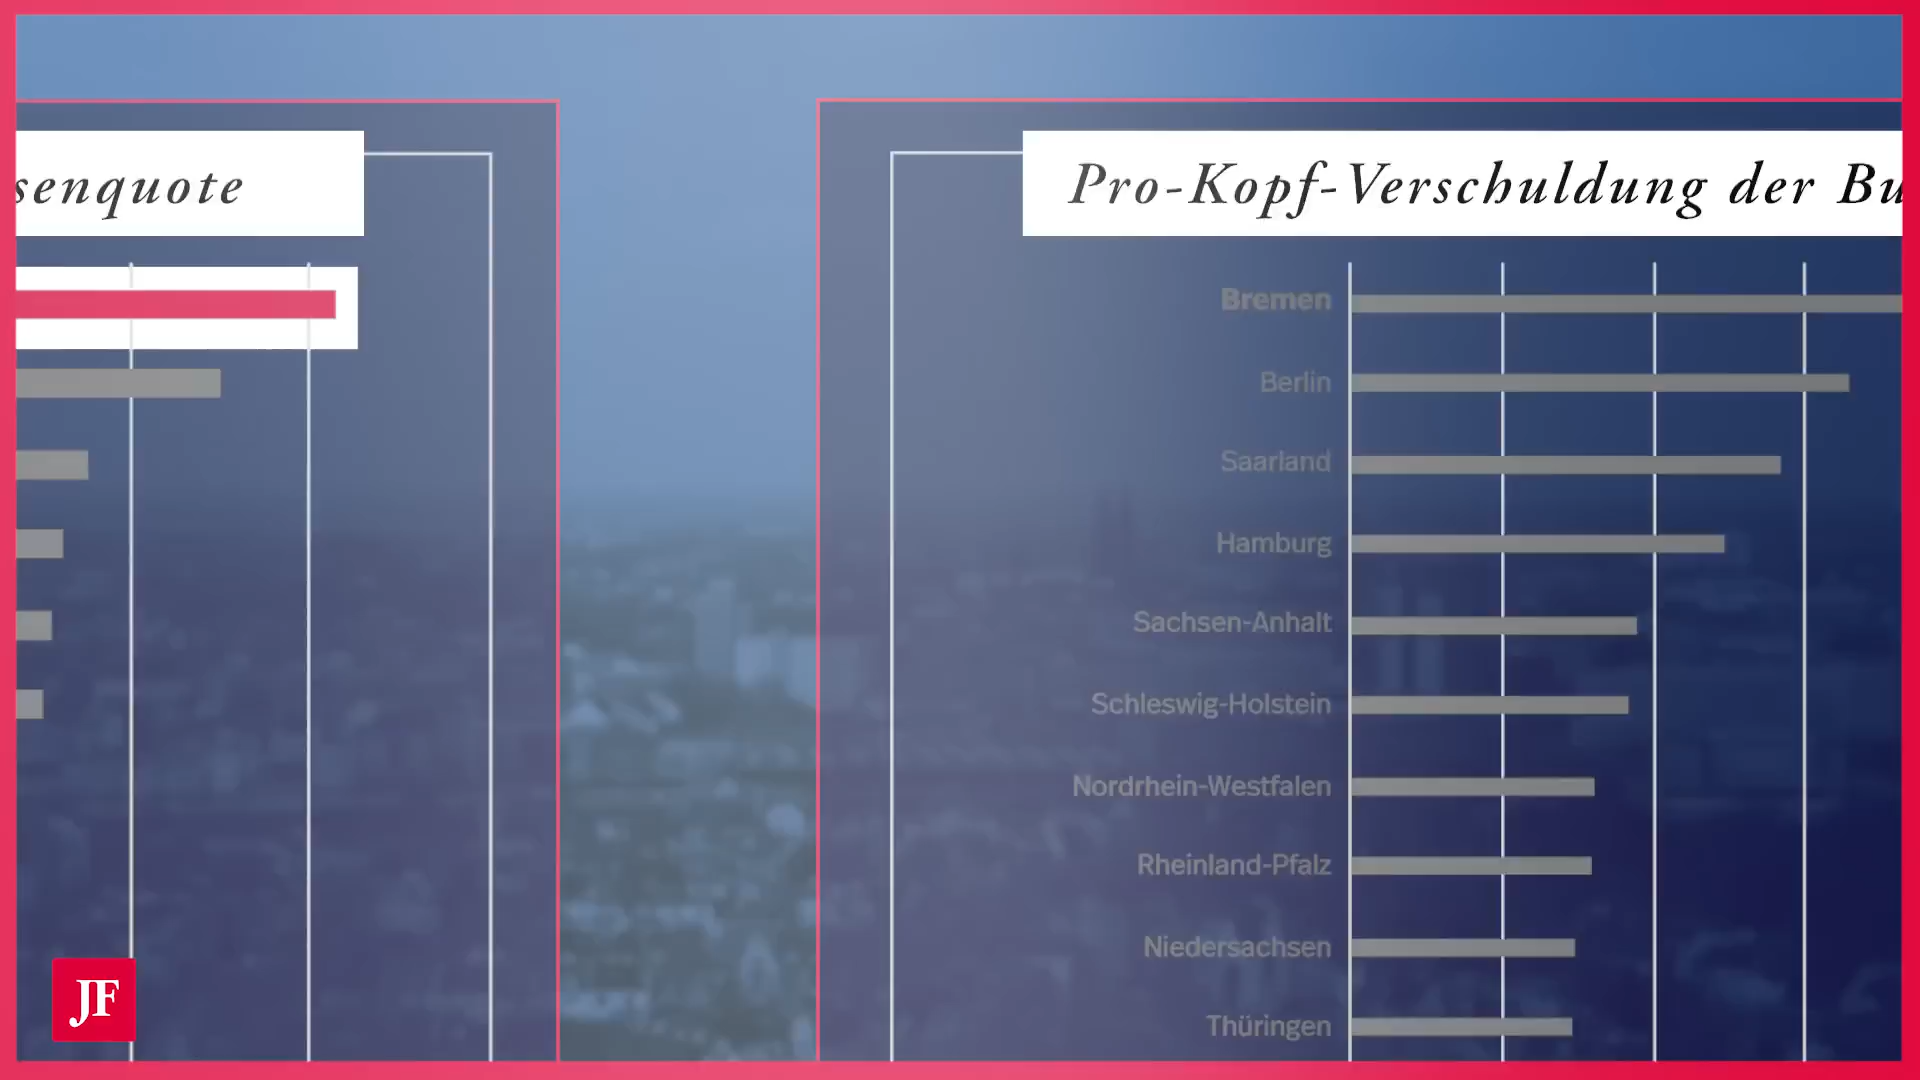 senquote
Pro-Kopf-Verschuldung der Bu
Bremen
Berlin
Saarland
Hamburg
Sachsen-Anhalt
Schleswig-Holstein
Nordrhein-Westfalen
Rheinland-Pfalz
Niedersachsen
Thüringen
JF